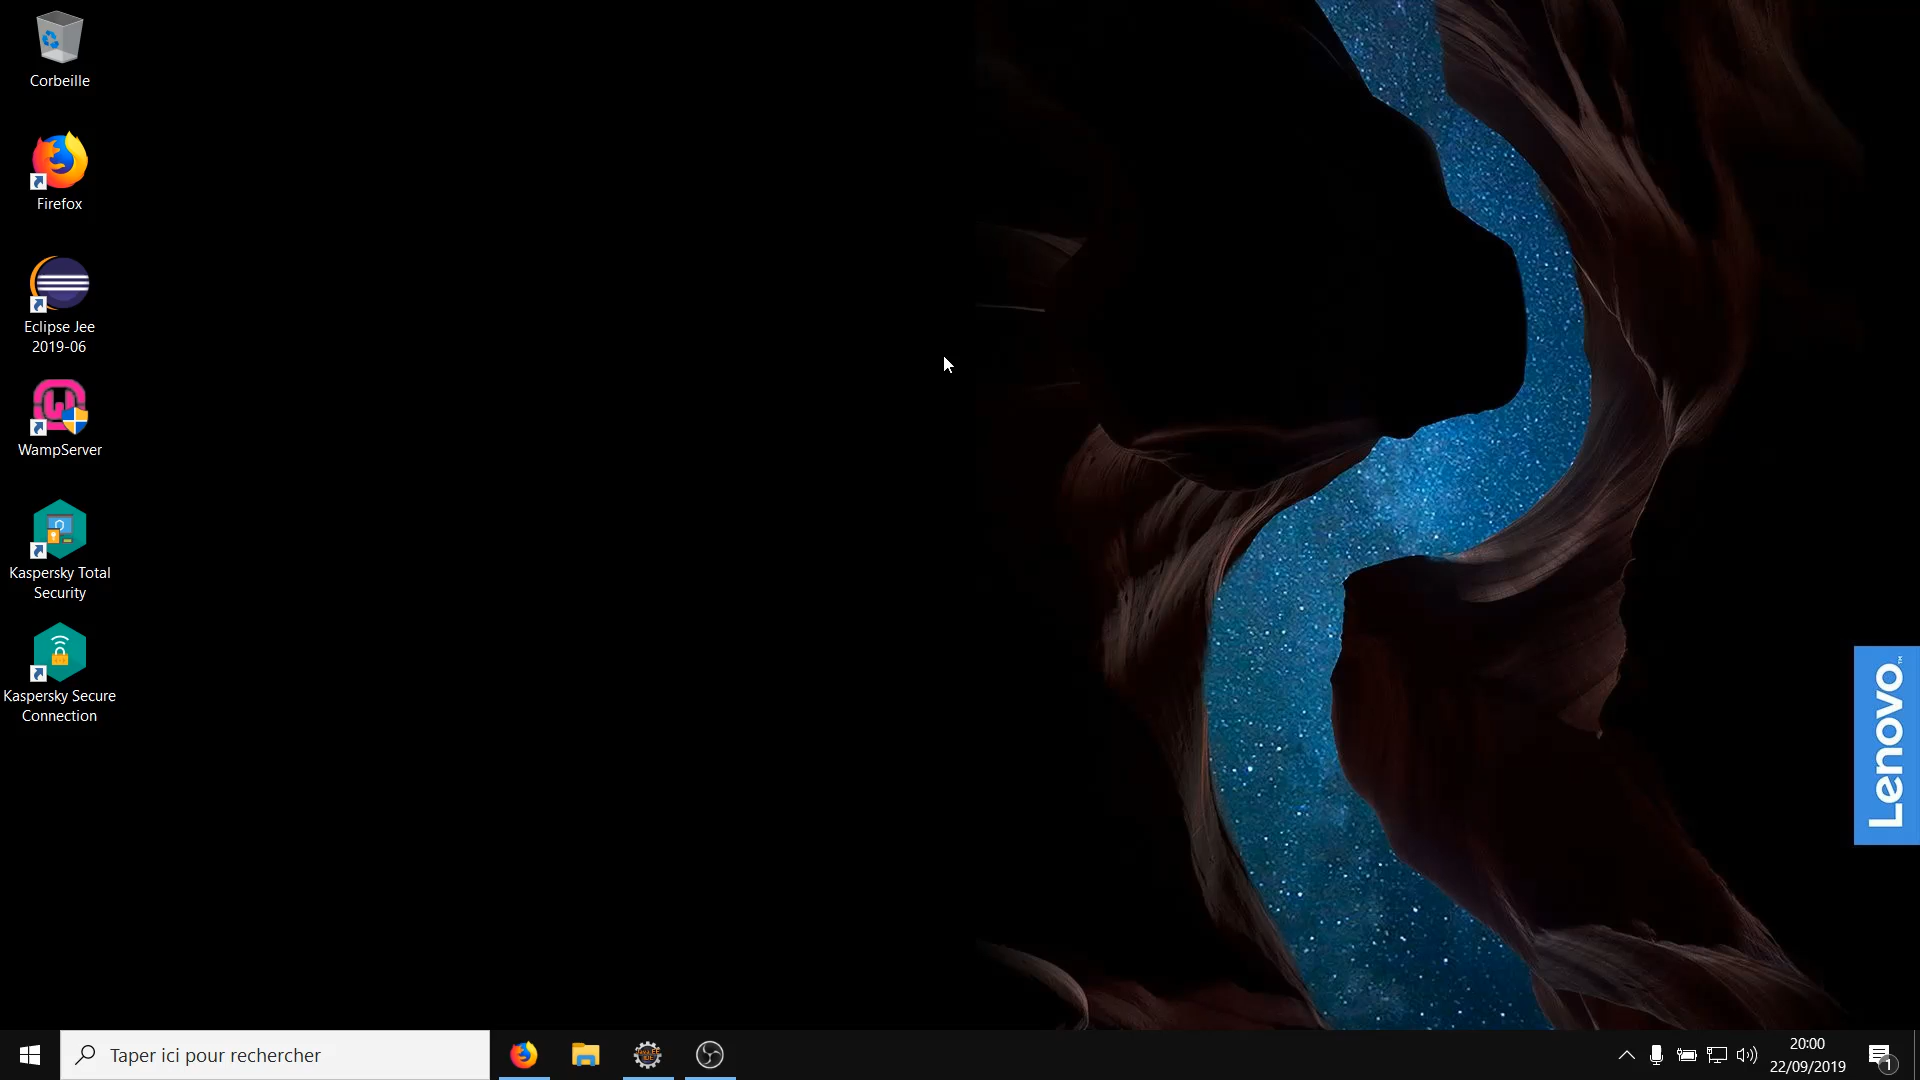 Corbeille
Firefox
Eclipse Jee
2019-06
WampServer
Kaspersky Total
Security
Kaspersky Secure
Connection
Lenovo™
Taper ici pour rechercher
20:00
22/09/2019
1